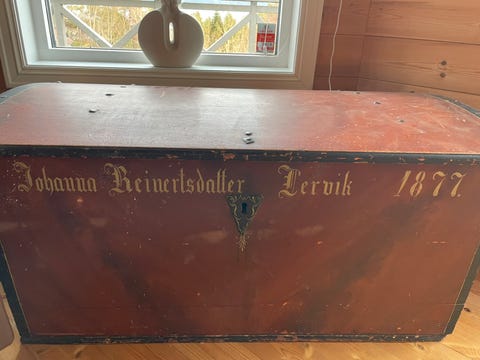 Johanna Reinertsdatter Lervik 1877.